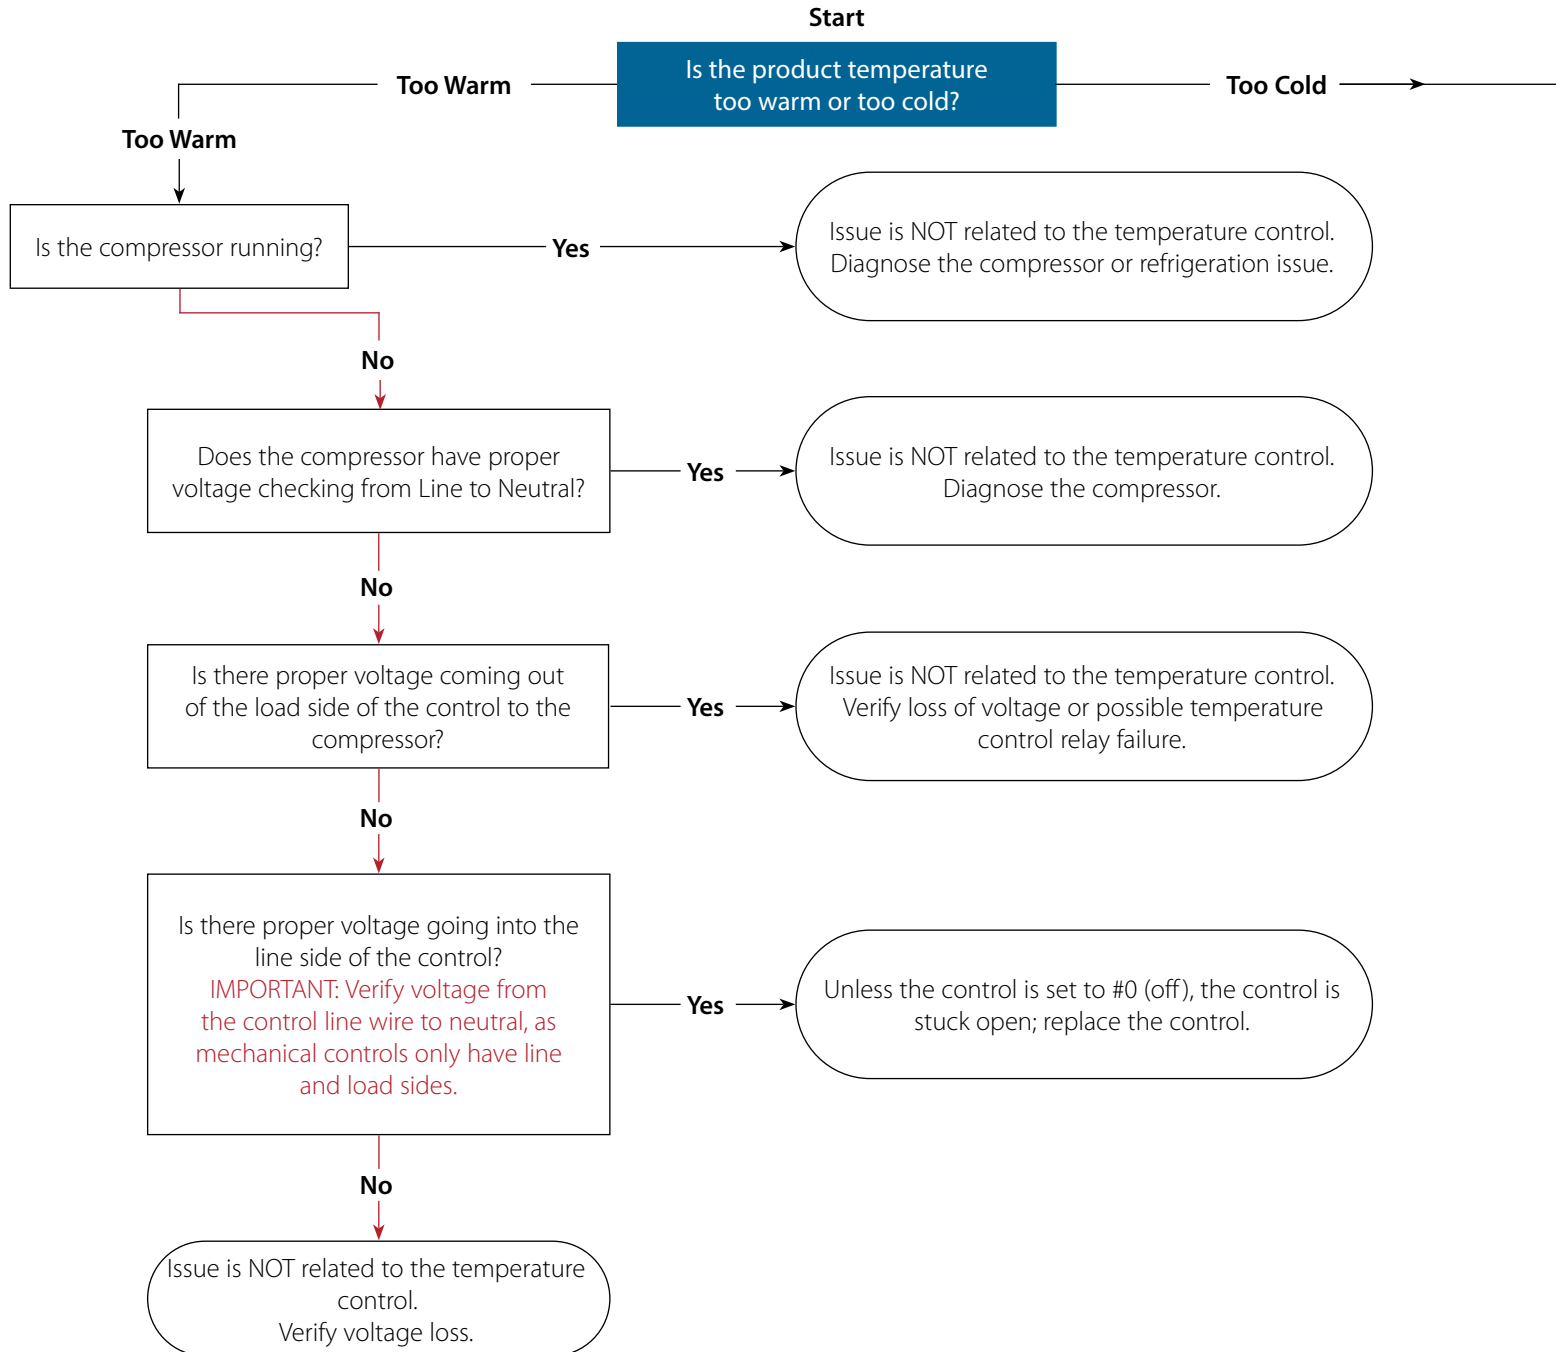 Start
Is the product temperature
too warm or too cold?
Too Warm
Too Cold
Too Warm
Is the compressor running?
Yes
Issue is NOT related to the temperature control.
Diagnose the compressor or refrigeration issue.
No
Does the compressor have proper
voltage checking from Line to Neutral?
Yes
Issue is NOT related to the temperature control.
Diagnose the compressor.
No
Is there proper voltage coming out
of the load side of the control to the
compressor?
Yes
Issue is NOT related to the temperature control.
Verify loss of voltage or possible temperature
control relay failure.
No
Is there proper voltage going into the
line side of the control?
IMPORTANT: Verify voltage from
the control line wire to neutral, as
mechanical controls only have line
and load sides.
Yes
Unless the control is set to #0 (off), the control is
stuck open; replace the control.
No
Issue is NOT related to the temperature
control.
Verify voltage loss.